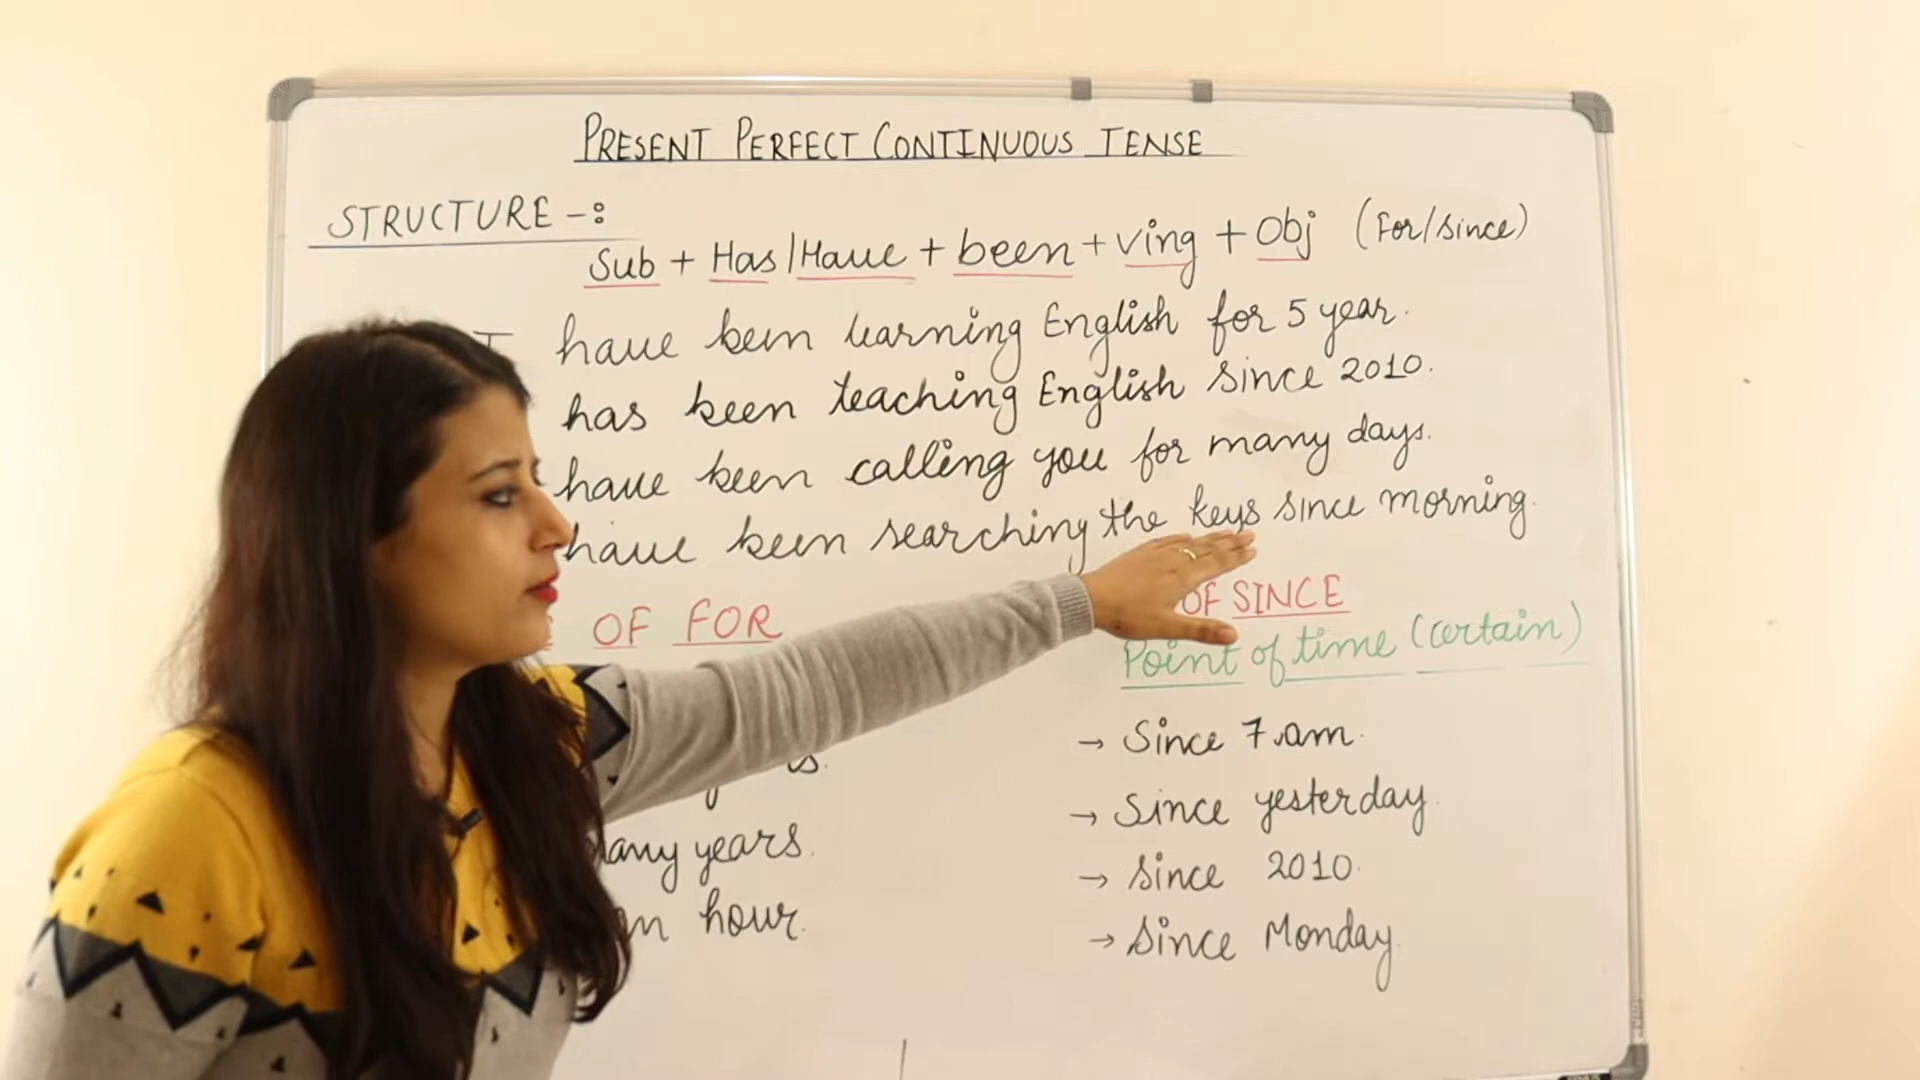 PRESENT PERFECT CONTINUOUS TENSE
STRUCTURE -:
Sub + Has/Have + been + Ving + Obj (For/since)
I have been learning English for 5 year.
has been teaching English since 2010.
have been calling you for many days.
have been searching the keys since morning.
OF FOR
OF SINCE
Point of time (certain)
→ Since 7.am.
→ Since yesterday.
many years.
→ Since 2010.
hour.
→ Since Monday.